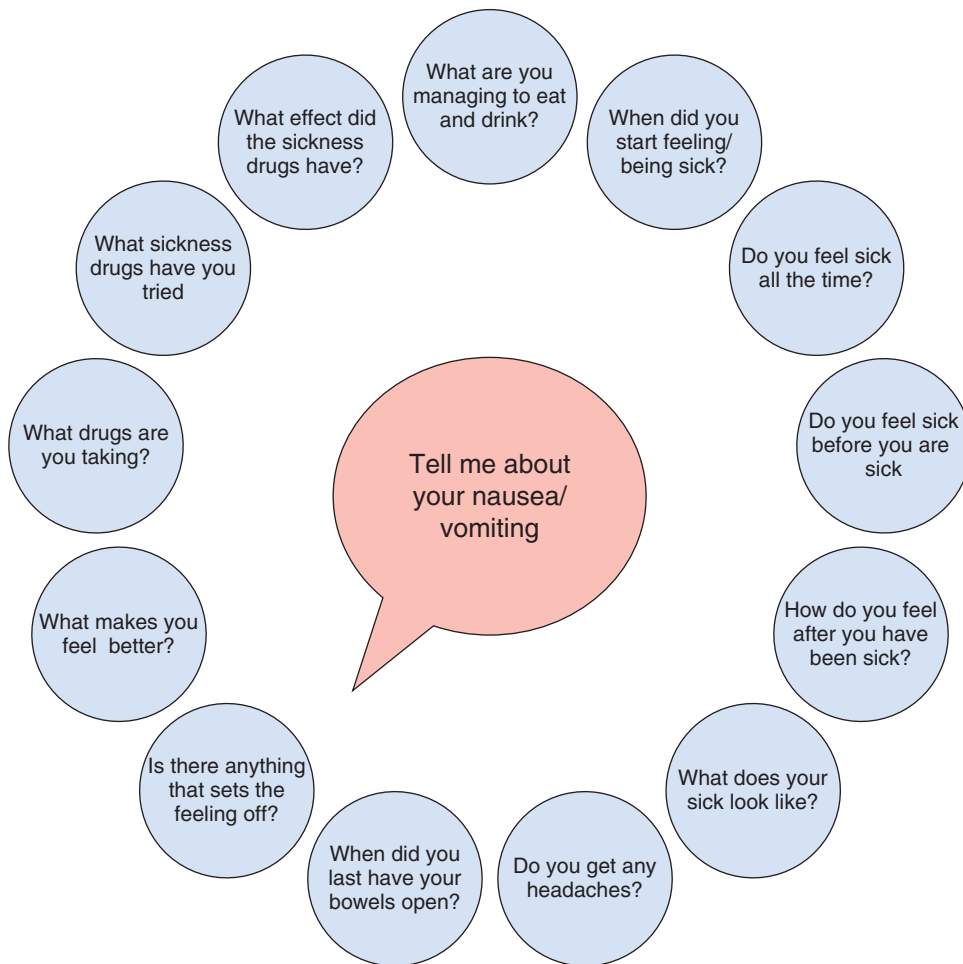 What are you
managing to eat
and drink?
When did you
start feeling/
being sick?
Do you feel sick
all the time?
Do you feel sick
before you are
sick
How do you feel
after you have
been sick?
What does your
sick look like?
Do you get any
headaches?
When did you
last have your
bowels open?
Is there anything
that sets the
feeling off?
What makes you
feel better?
What drugs are
you taking?
What sickness
drugs have you
tried
What effect did
the sickness
drugs have?
Tell me about
your nausea/
vomiting